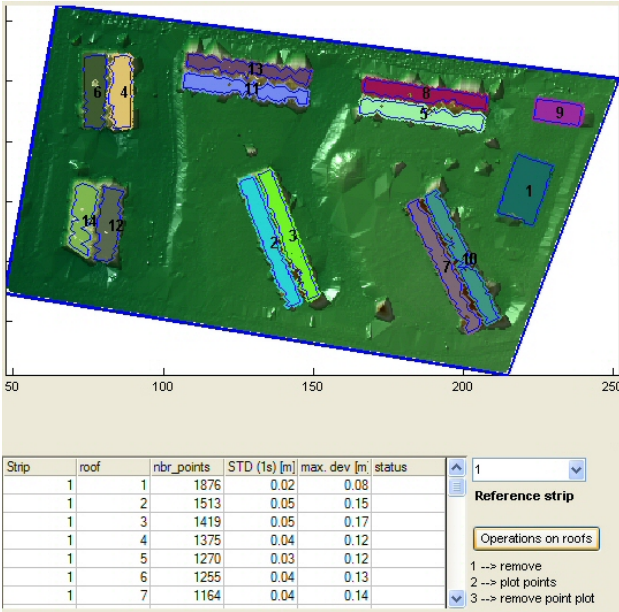 13
6
4
11
8
5
9
1
14
12
2
3
7
10
50 100 150 200 250
Strip roof nbr_points STD (1s) [m] max. dev [m] status
1 1 1876 0.02 0.08
1 2 1513 0.05 0.15
1 3 1419 0.05 0.17
1 4 1375 0.04 0.12
1 5 1270 0.03 0.12
1 6 1255 0.04 0.13
1 7 1164 0.04 0.14
1
Reference strip
Operations on roofs
1 --> remove
2 --> plot points
3 --> remove point plot